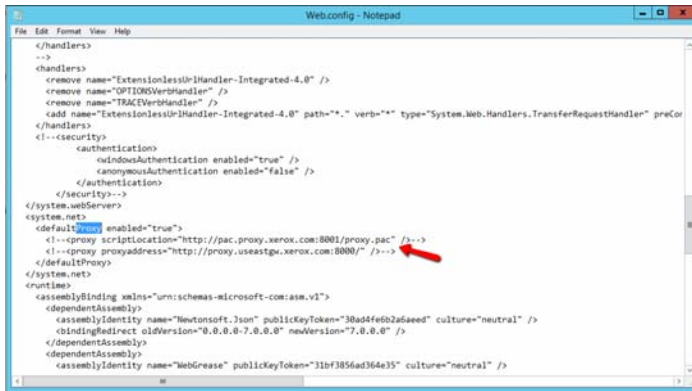 Web.config - Notepad
File Edit Format View Help
</handlers>
-->
<handlers>
<remove name="ExtensionlessUrlHandler-Integrated-4.0" />
<remove name="OPTIONSVerbHandler" />
<remove name="TRACEVerbHandler" />
<add name="ExtensionlessUrlHandler-Integrated-4.0" path="*." verb="*" type="System.Web.Handlers.TransferRequestHandler" preCon
</handlers>
<!--<security>
<authentication>
<windowsAuthentication enabled="true" />
<anonymousAuthentication enabled="false" />
</authentication>
</security>-->
</system.webServer>
<system.net>
<defaultProxy enabled="true">
<!--<proxy scriptLocation="http://pac.proxy.xerox.com:8001/proxy.pac" />-->
<!--<proxy proxyaddress="http://proxy.useastgw.xerox.com:8000/" />-->
</defaultProxy>
</system.net>
<runtime>
<assemblyBinding xmlns="urn:schemas-microsoft-com:asm.v1">
<dependentAssembly>
<assemblyIdentity name="Newtonsoft.Json" publicKeyToken="30ad4fe6b2a6aeed" culture="neutral" />
<bindingRedirect oldVersion="0.0.0.0-7.0.0.0" newVersion="7.0.0.0" />
</dependentAssembly>
<dependentAssembly>
<assemblyIdentity name="WebGrease" publicKeyToken="31bf3856ad364e35" culture="neutral" />